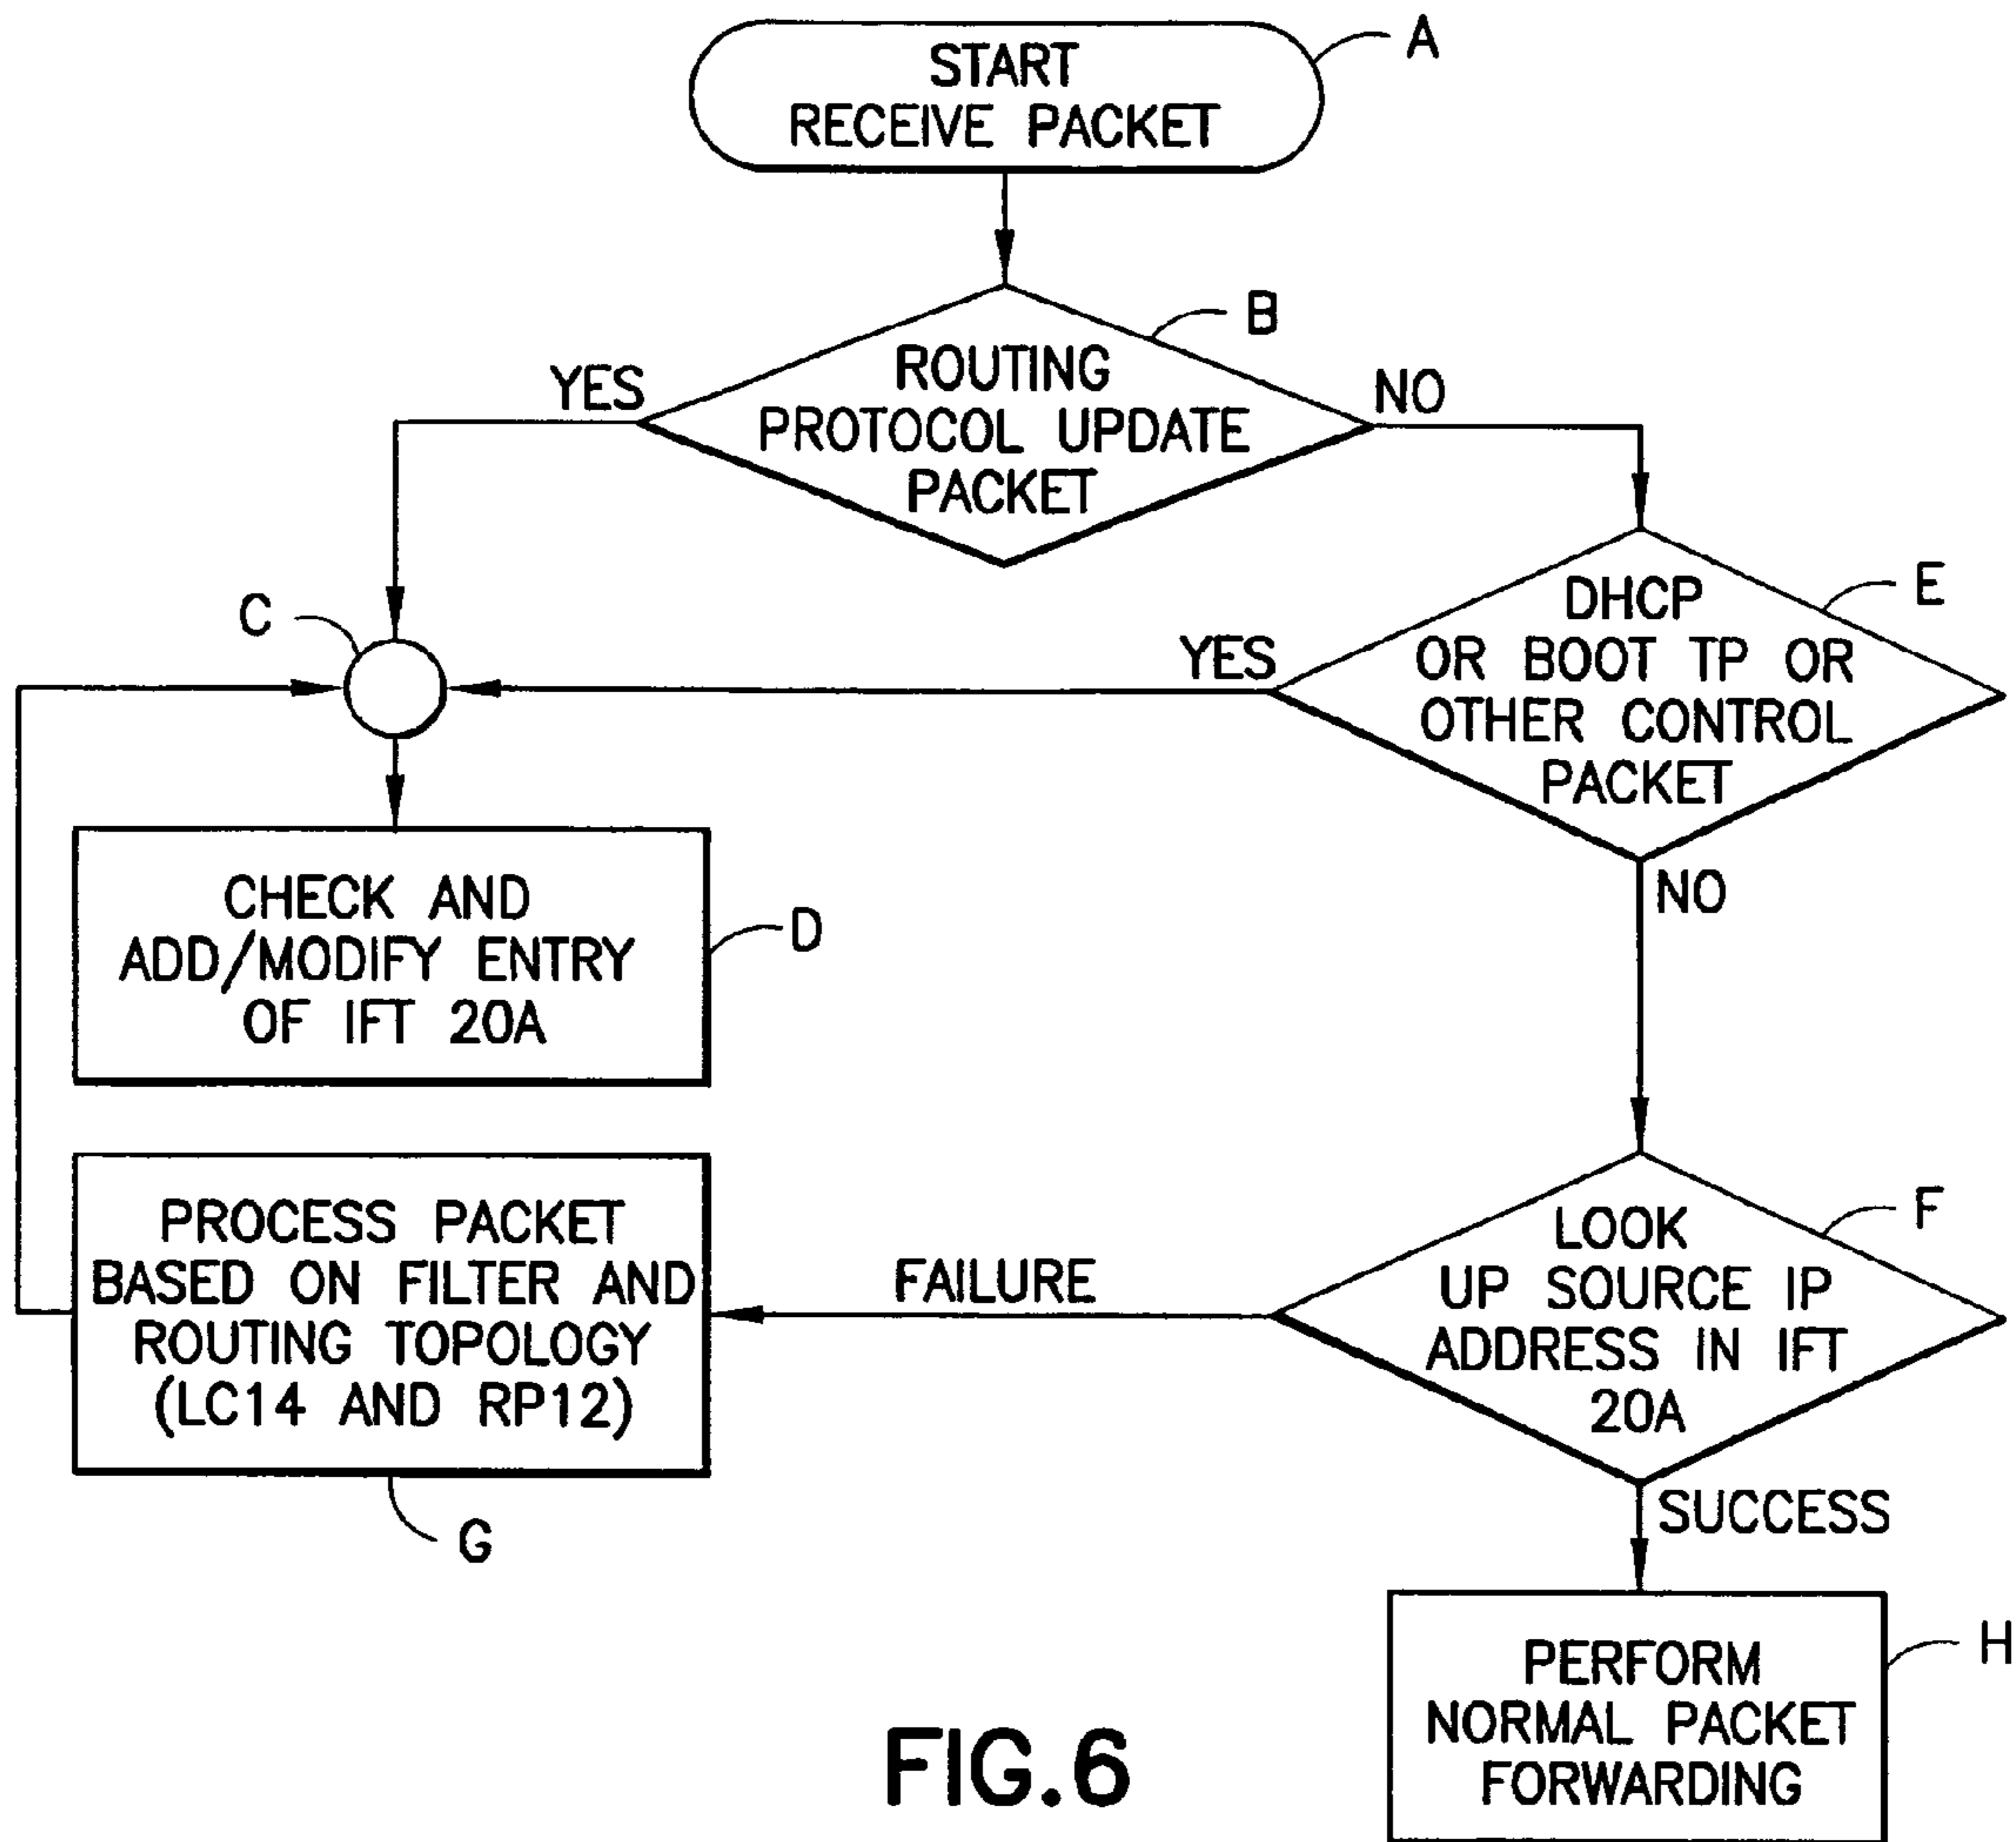 START
RECEIVE PACKET
A
ROUTING
PROTOCOL UPDATE
PACKET
B
YES
NO
C
DHCP
OR BOOT TP OR
OTHER CONTROL
PACKET
E
YES
NO
CHECK AND
ADD/MODIFY ENTRY
OF IFT 20A
D
LOOK
UP SOURCE IP
ADDRESS IN IFT
20A
F
FAILURE
SUCCESS
PROCESS PACKET
BASED ON FILTER AND
ROUTING TOPOLOGY
(LC14 AND RP12)
G
PERFORM
NORMAL PACKET
FORWARDING
H
FIG.6